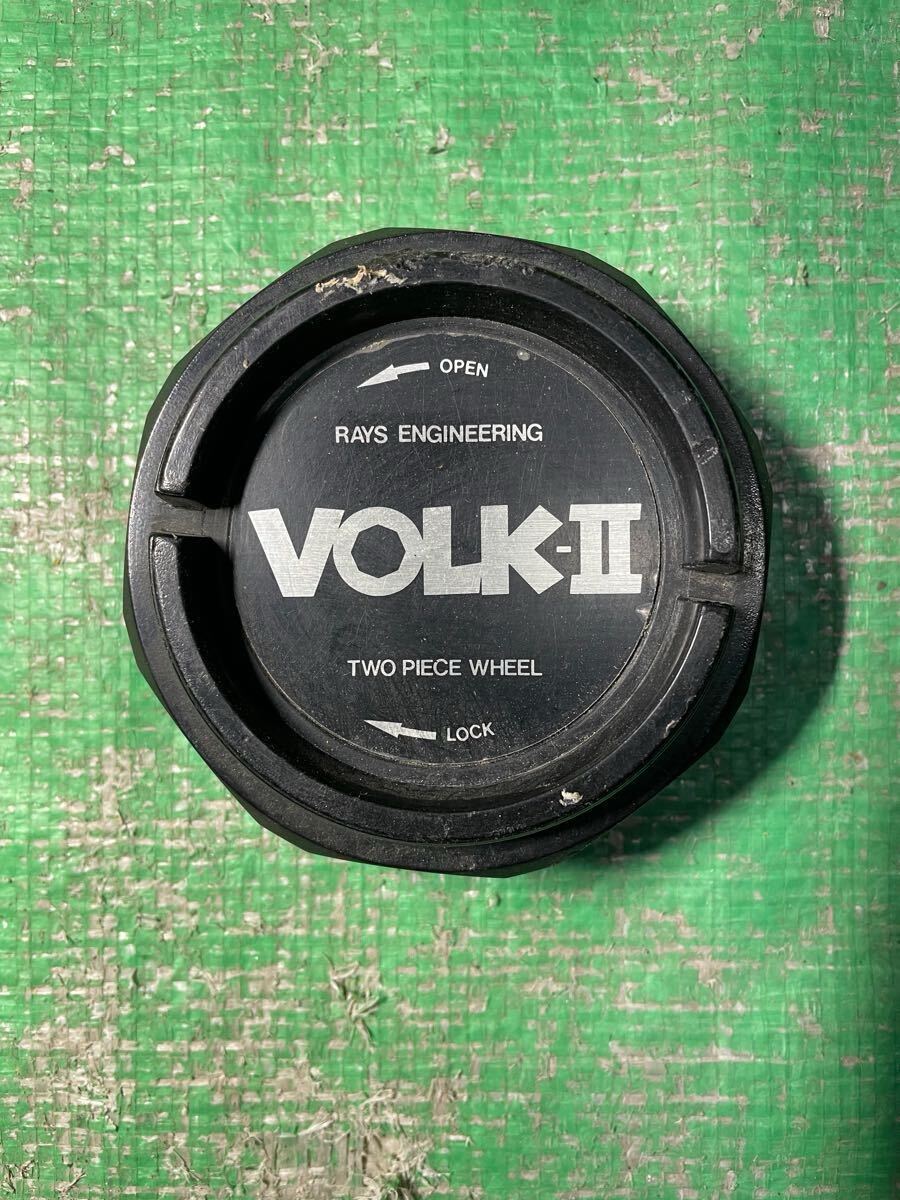 OPEN
RAYS ENGINEERING
VOLK-II
TWO PIECE WHEEL
LOCK